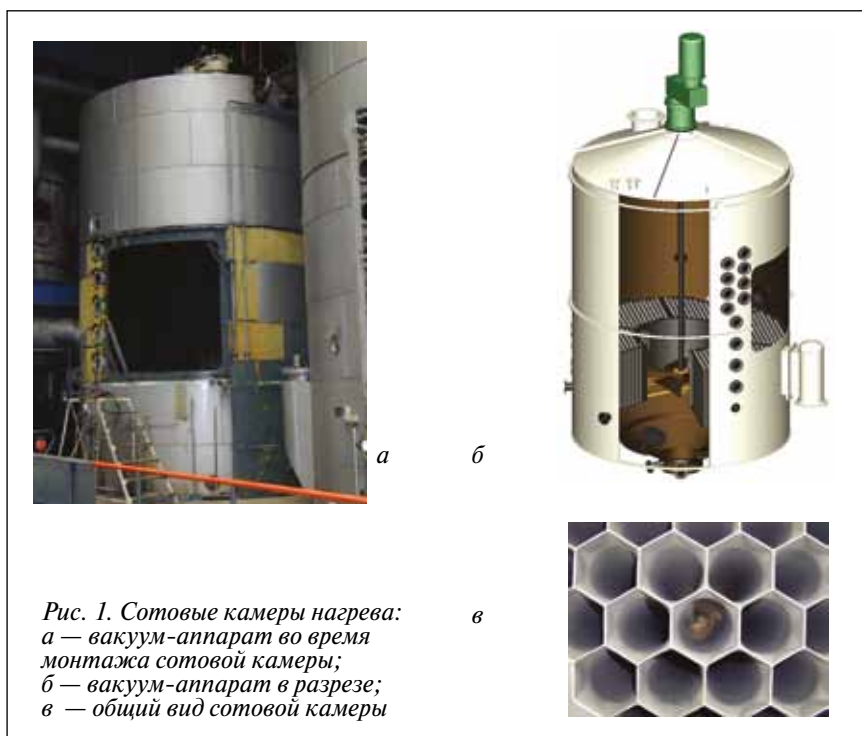 а
б
в
Рис. 1. Сотовые камеры нагрева:
а — вакуум-аппарат во время
монтажа сотовой камеры;
б — вакуум-аппарат в разрезе;
в — общий вид сотовой камеры